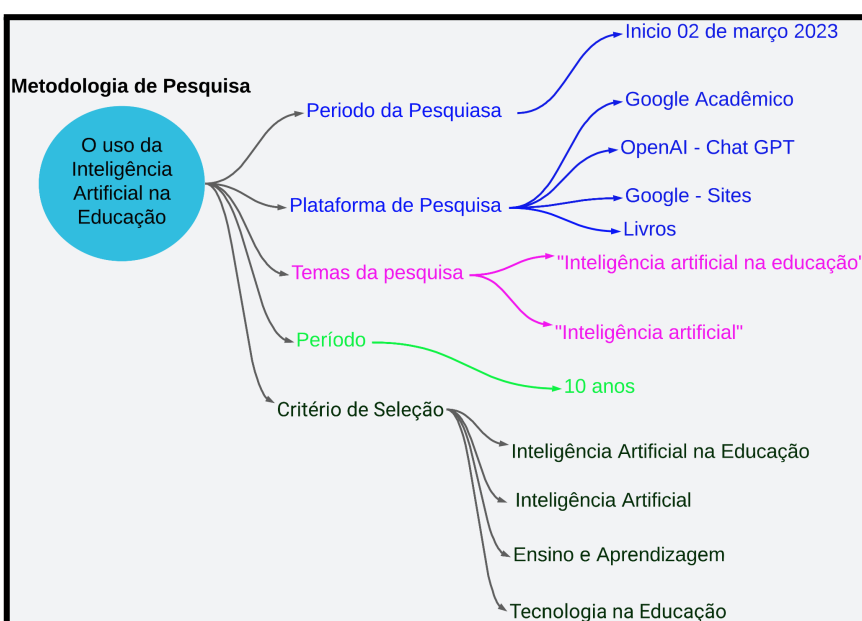 Metodologia de Pesquisa
O uso da
Inteligência
Artificial na
Educação
Periodo da Pesquiasa
Inicio 02 de março 2023
Plataforma de Pesquisa
Google Acadêmico
OpenAI - Chat GPT
Google - Sites
Livros
Temas da pesquisa
"Inteligência artificial na educação"
"Inteligência artificial"
Período
10 anos
Critério de Seleção
Inteligência Artificial na Educação
Inteligência Artificial
Ensino e Aprendizagem
Tecnologia na Educação